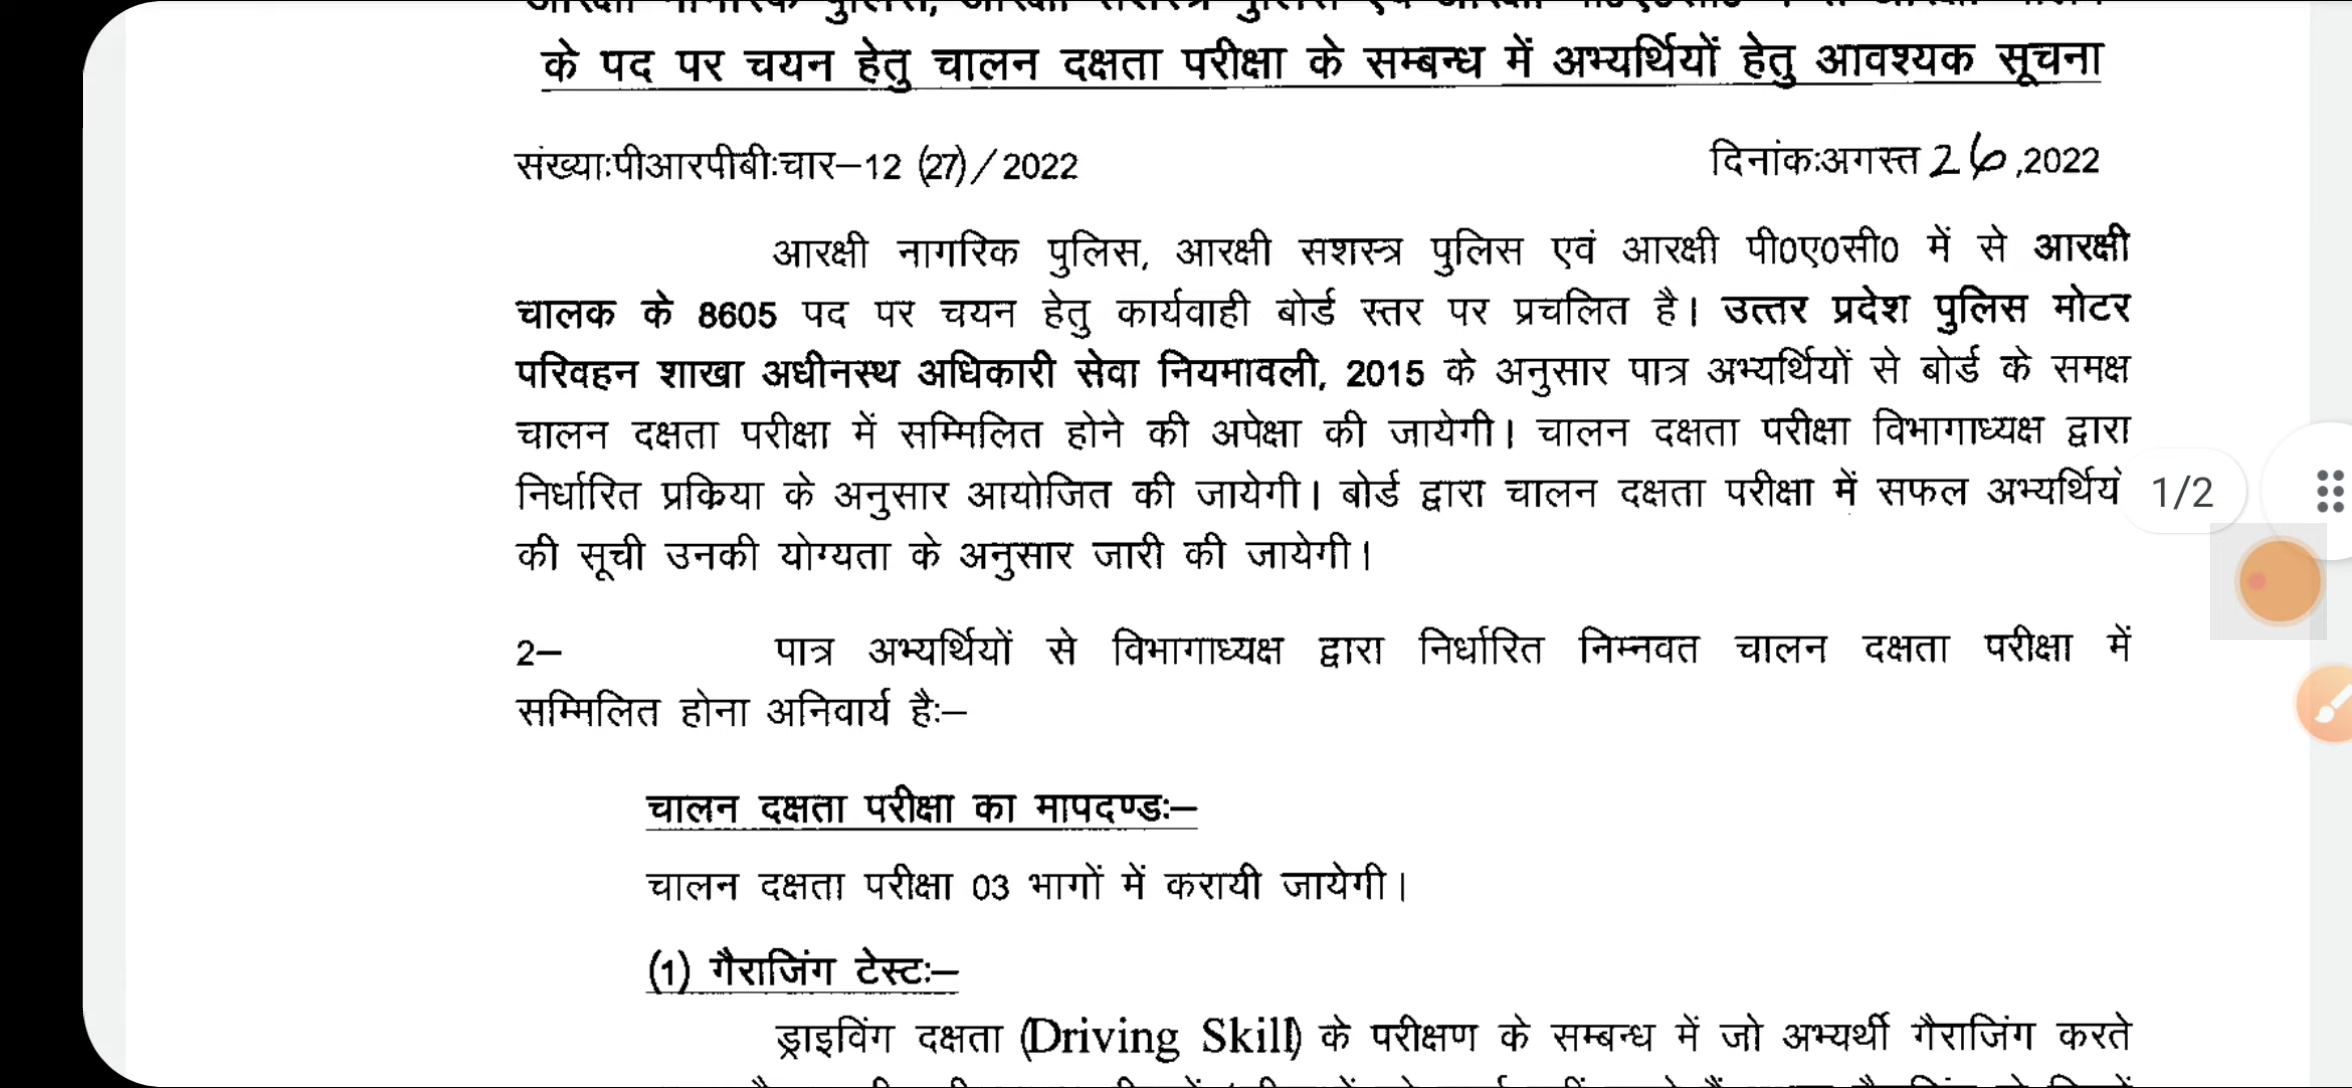 के पद पर चयन हेतु चालन दक्षता परीक्षा के सम्बन्ध में अभ्यर्थियों हेतु आवश्यक सूचना
संख्याःपीआरपीबीःचार–12 (27)/2022 दिनांकःअगस्त 26,2022
आरक्षी नागरिक पुलिस, आरक्षी सशस्त्र पुलिस एवं आरक्षी पी0ए0सी0 में से आरक्षी
चालक के 8605 पद पर चयन हेतु कार्यवाही बोर्ड स्तर पर प्रचलित है। उत्तर प्रदेश पुलिस मोटर
परिवहन शाखा अधीनस्थ अधिकारी सेवा नियमावली, 2015 के अनुसार पात्र अभ्यर्थियों से बोर्ड के समक्ष
चालन दक्षता परीक्षा में सम्मिलित होने की अपेक्षा की जायेगी। चालन दक्षता परीक्षा विभागाध्यक्ष द्वारा
निर्धारित प्रक्रिया के अनुसार आयोजित की जायेगी। बोर्ड द्वारा चालन दक्षता परीक्षा में सफल
की सूची उनकी योग्यता के अनुसार जारी की जायेगी।
1/2
2– पात्र अभ्यर्थियों से विभागाध्यक्ष द्वारा निर्धारित निम्नवत चालन दक्षता परीक्षा में
सम्मिलित होना अनिवार्य हैः–
चालन दक्षता परीक्षा का मापदण्डः–
चालन दक्षता परीक्षा 03 भागों में करायी जायेगी।
(1) गैराजिंग टेस्टः–
ड्राइविंग दक्षता (Driving Skill) के परीक्षण के सम्बन्ध में जो अभ्यर्थी गैराजिंग करते